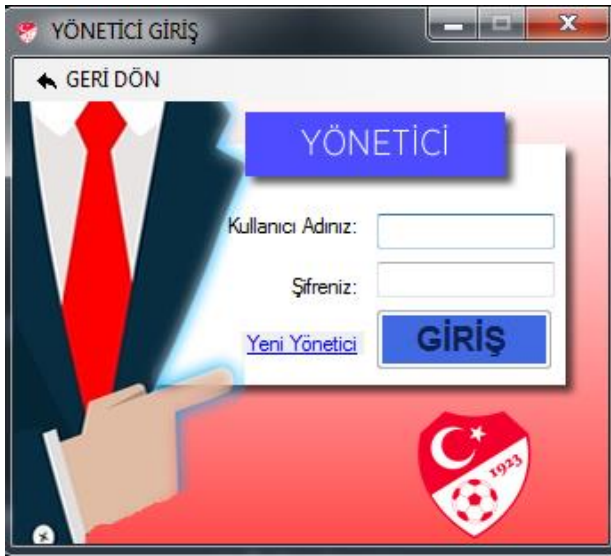 YÖNETİCİ GİRİŞ
GERİ DÖN
YÖNETİCİ
Kullanıcı Adınız:
Şifreniz:
Yeni Yönetici
GİRİŞ
1923